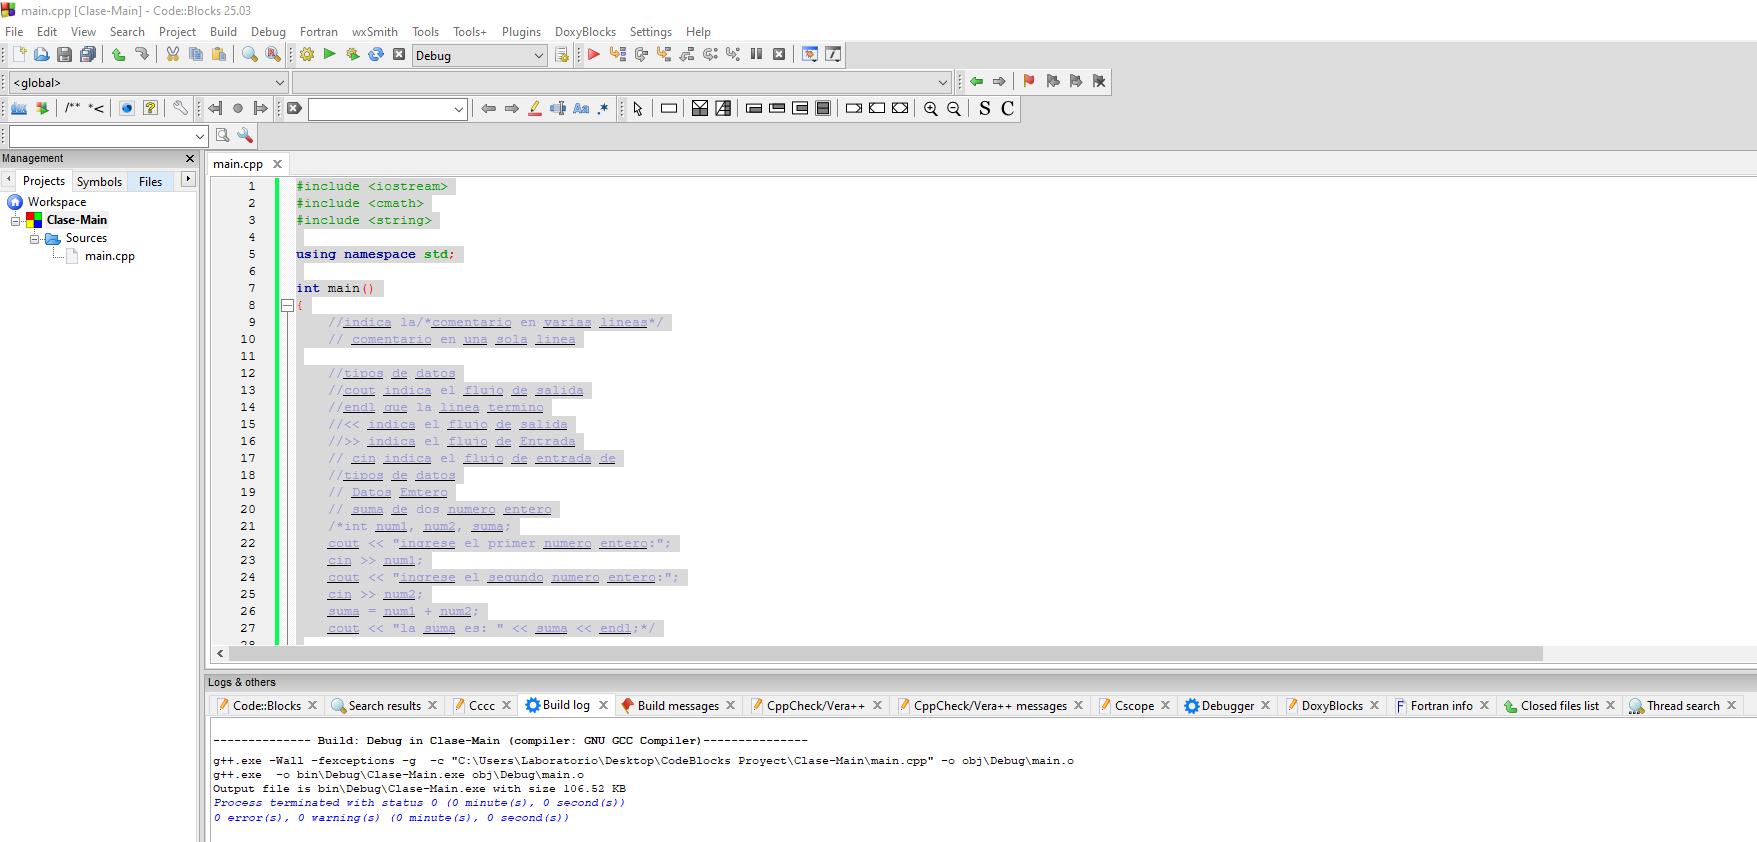 main.cpp [Clase-Main] - Code::Blocks 25.03
File Edit View Search Project Build Debug Fortran wxSmith Tools Tools+ Plugins DoxyBlocks Settings Help
Debug
<global>
/** *<
Aa .*
S C
Management
main.cpp
Projects Symbols Files
Workspace
Clase-Main
Sources
main.cpp
1 #include <iostream>
2 #include <cmath>
3 #include <string>
4
5 using namespace std;
6
7 int main()
8 {
9 //indica la/*comentario en varias lineas*/
10 // comentario en una sola linea
11
12 //tipos de datos
13 //cout indica el flujo de salida
14 //endl que la linea termino
15 //<< indica el flujo de salida
16 //>> indica el flujo de Entrada
17 // cin indica el flujo de entrada de
18 //tipos de datos
19 // Datos Emtero
20 // suma de dos numero entero
21 /*int num1, num2, suma;
22 cout << "ingrese el primer numero entero:";
23 cin >> num1;
24 cout << "ingrese el segundo numero entero:";
25 cin >> num2;
26 suma = num1 + num2;
27 cout << "la suma es: " << suma << endl;*/
28
Logs & others
Code::Blocks Search results Cccc Build log Build messages CppCheck/Vera++ CppCheck/Vera++ messages Cscope Debugger DoxyBlocks Fortran info Closed files list Thread search
-------------- Build: Debug in Clase-Main (compiler: GNU GCC Compiler)---------------
g++.exe -Wall -fexceptions -g  -c "C:\Users\Laboratorio\Desktop\CodeBlocks Proyect\Clase-Main\main.cpp" -o obj\Debug\main.o
g++.exe  -o bin\Debug\Clase-Main.exe obj\Debug\main.o
Output file is bin\Debug\Clase-Main.exe with size 106.52 KB
Process terminated with status 0 (0 minute(s), 0 second(s))
0 error(s), 0 warning(s) (0 minute(s), 0 second(s))